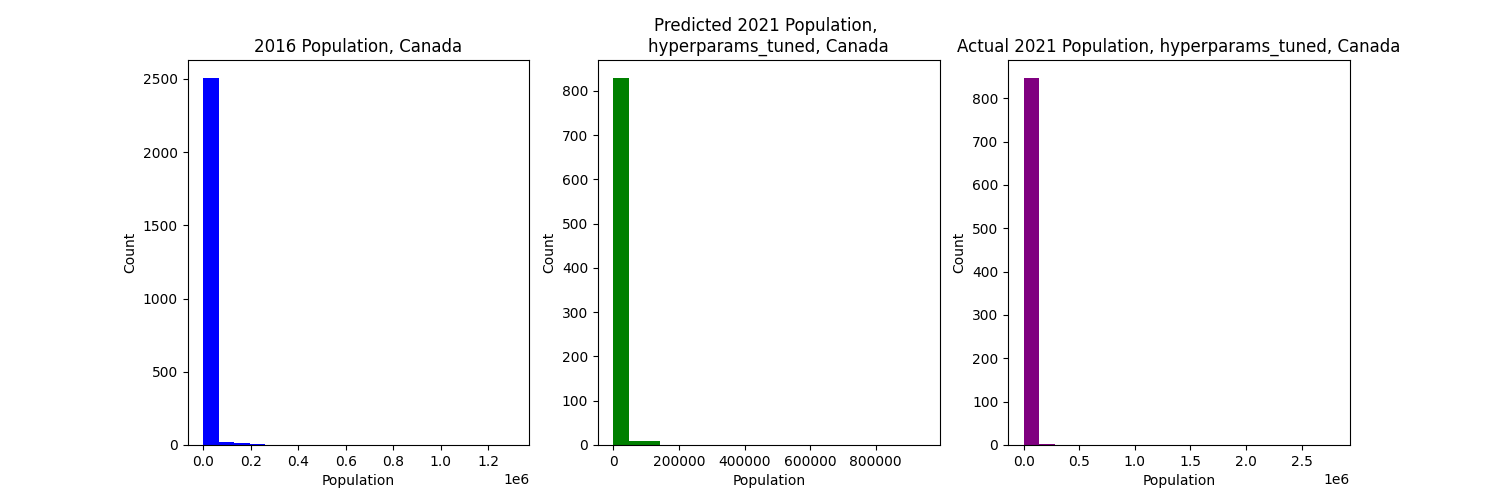 2016 Population, Canada
Count
2500
2000
1500
1000
500
0
0.0 0.2 0.4 0.6 0.8 1.0 1.2
1e6
Population
Predicted 2021 Population,
hyperparams_tuned, Canada
Count
800
700
600
500
400
300
200
100
0
0 200000 400000 600000 800000
Population
Actual 2021 Population, hyperparams_tuned, Canada
Count
800
700
600
500
400
300
200
100
0
0.0 0.5 1.0 1.5 2.0 2.5
1e6
Population